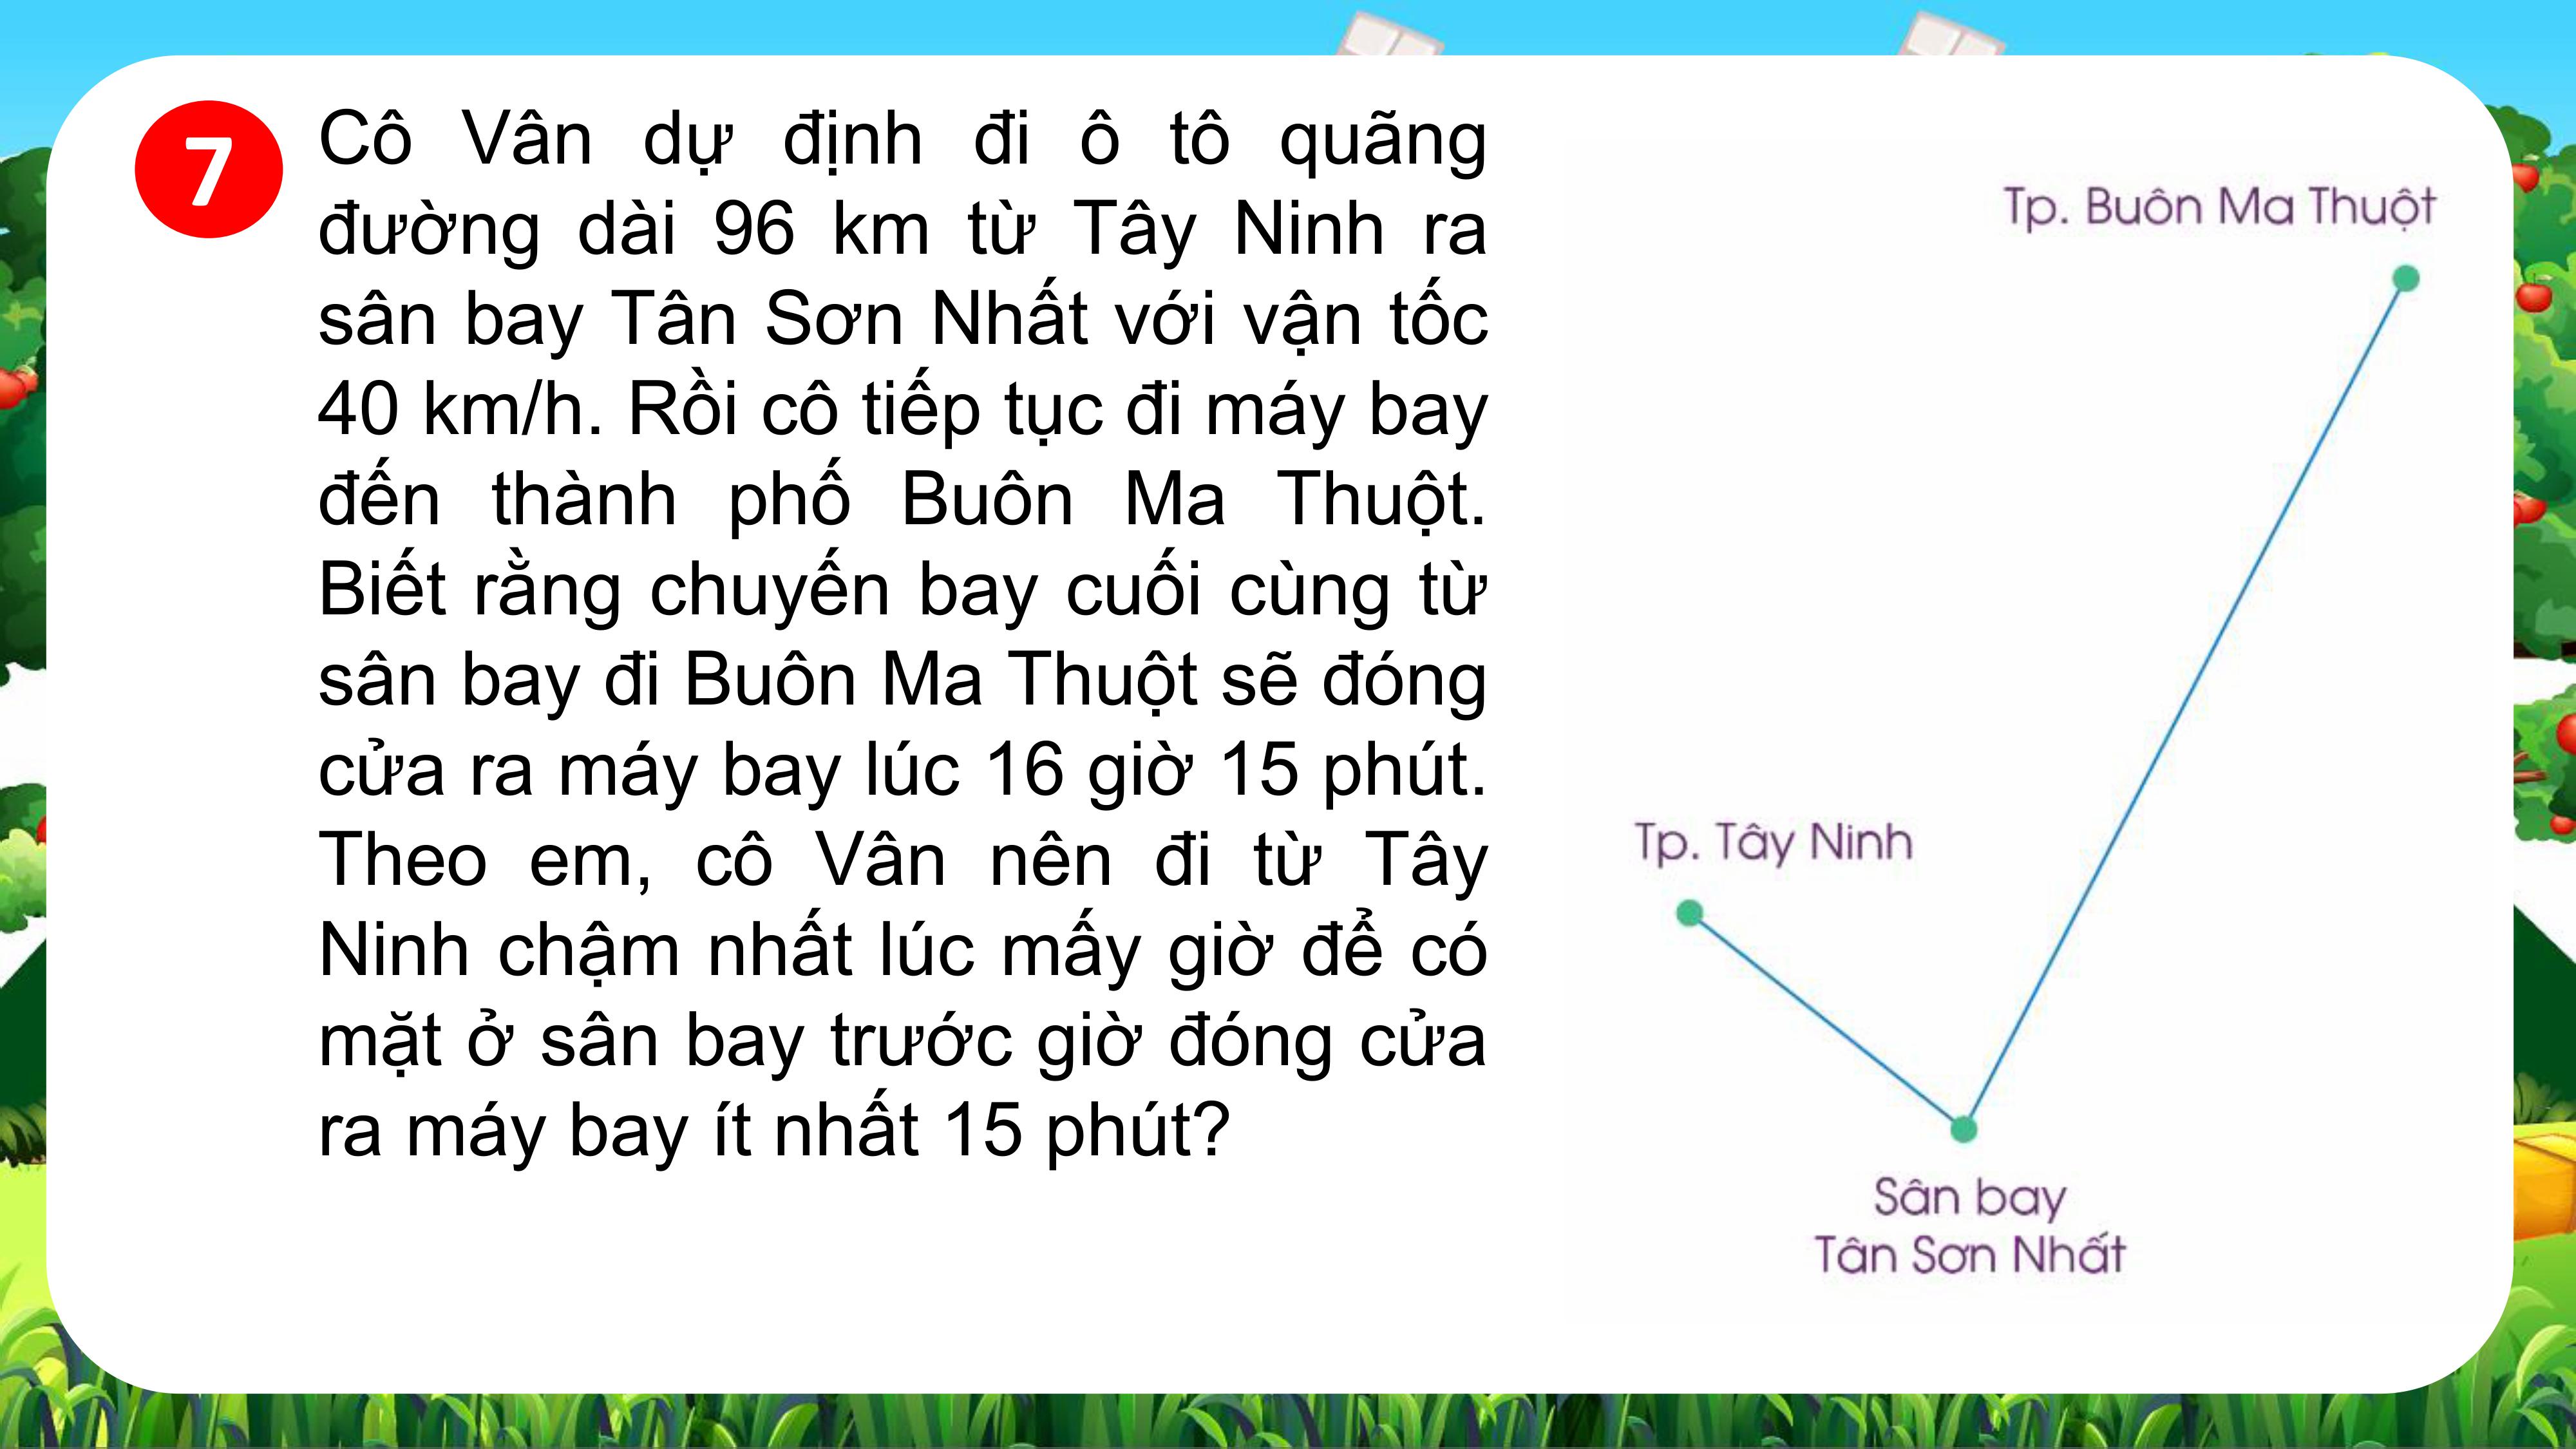 7
Cô Vân dự định đi ô tô quãng
đường dài 96 km từ Tây Ninh ra
sân bay Tân Sơn Nhất với vận tốc
40 km/h. Rồi cô tiếp tục đi máy bay
đến thành phố Buôn Ma Thuột.
Biết rằng chuyến bay cuối cùng từ
sân bay đi Buôn Ma Thuột sẽ đóng
cửa ra máy bay lúc 16 giờ 15 phút.
Theo em, cô Vân nên đi từ Tây
Ninh chậm nhất lúc mấy giờ để có
mặt ở sân bay trước giờ đóng cửa
ra máy bay ít nhất 15 phút?
Tp. Buôn Ma Thuột
Tp. Tây Ninh
Sân bay
Tân Sơn Nhất